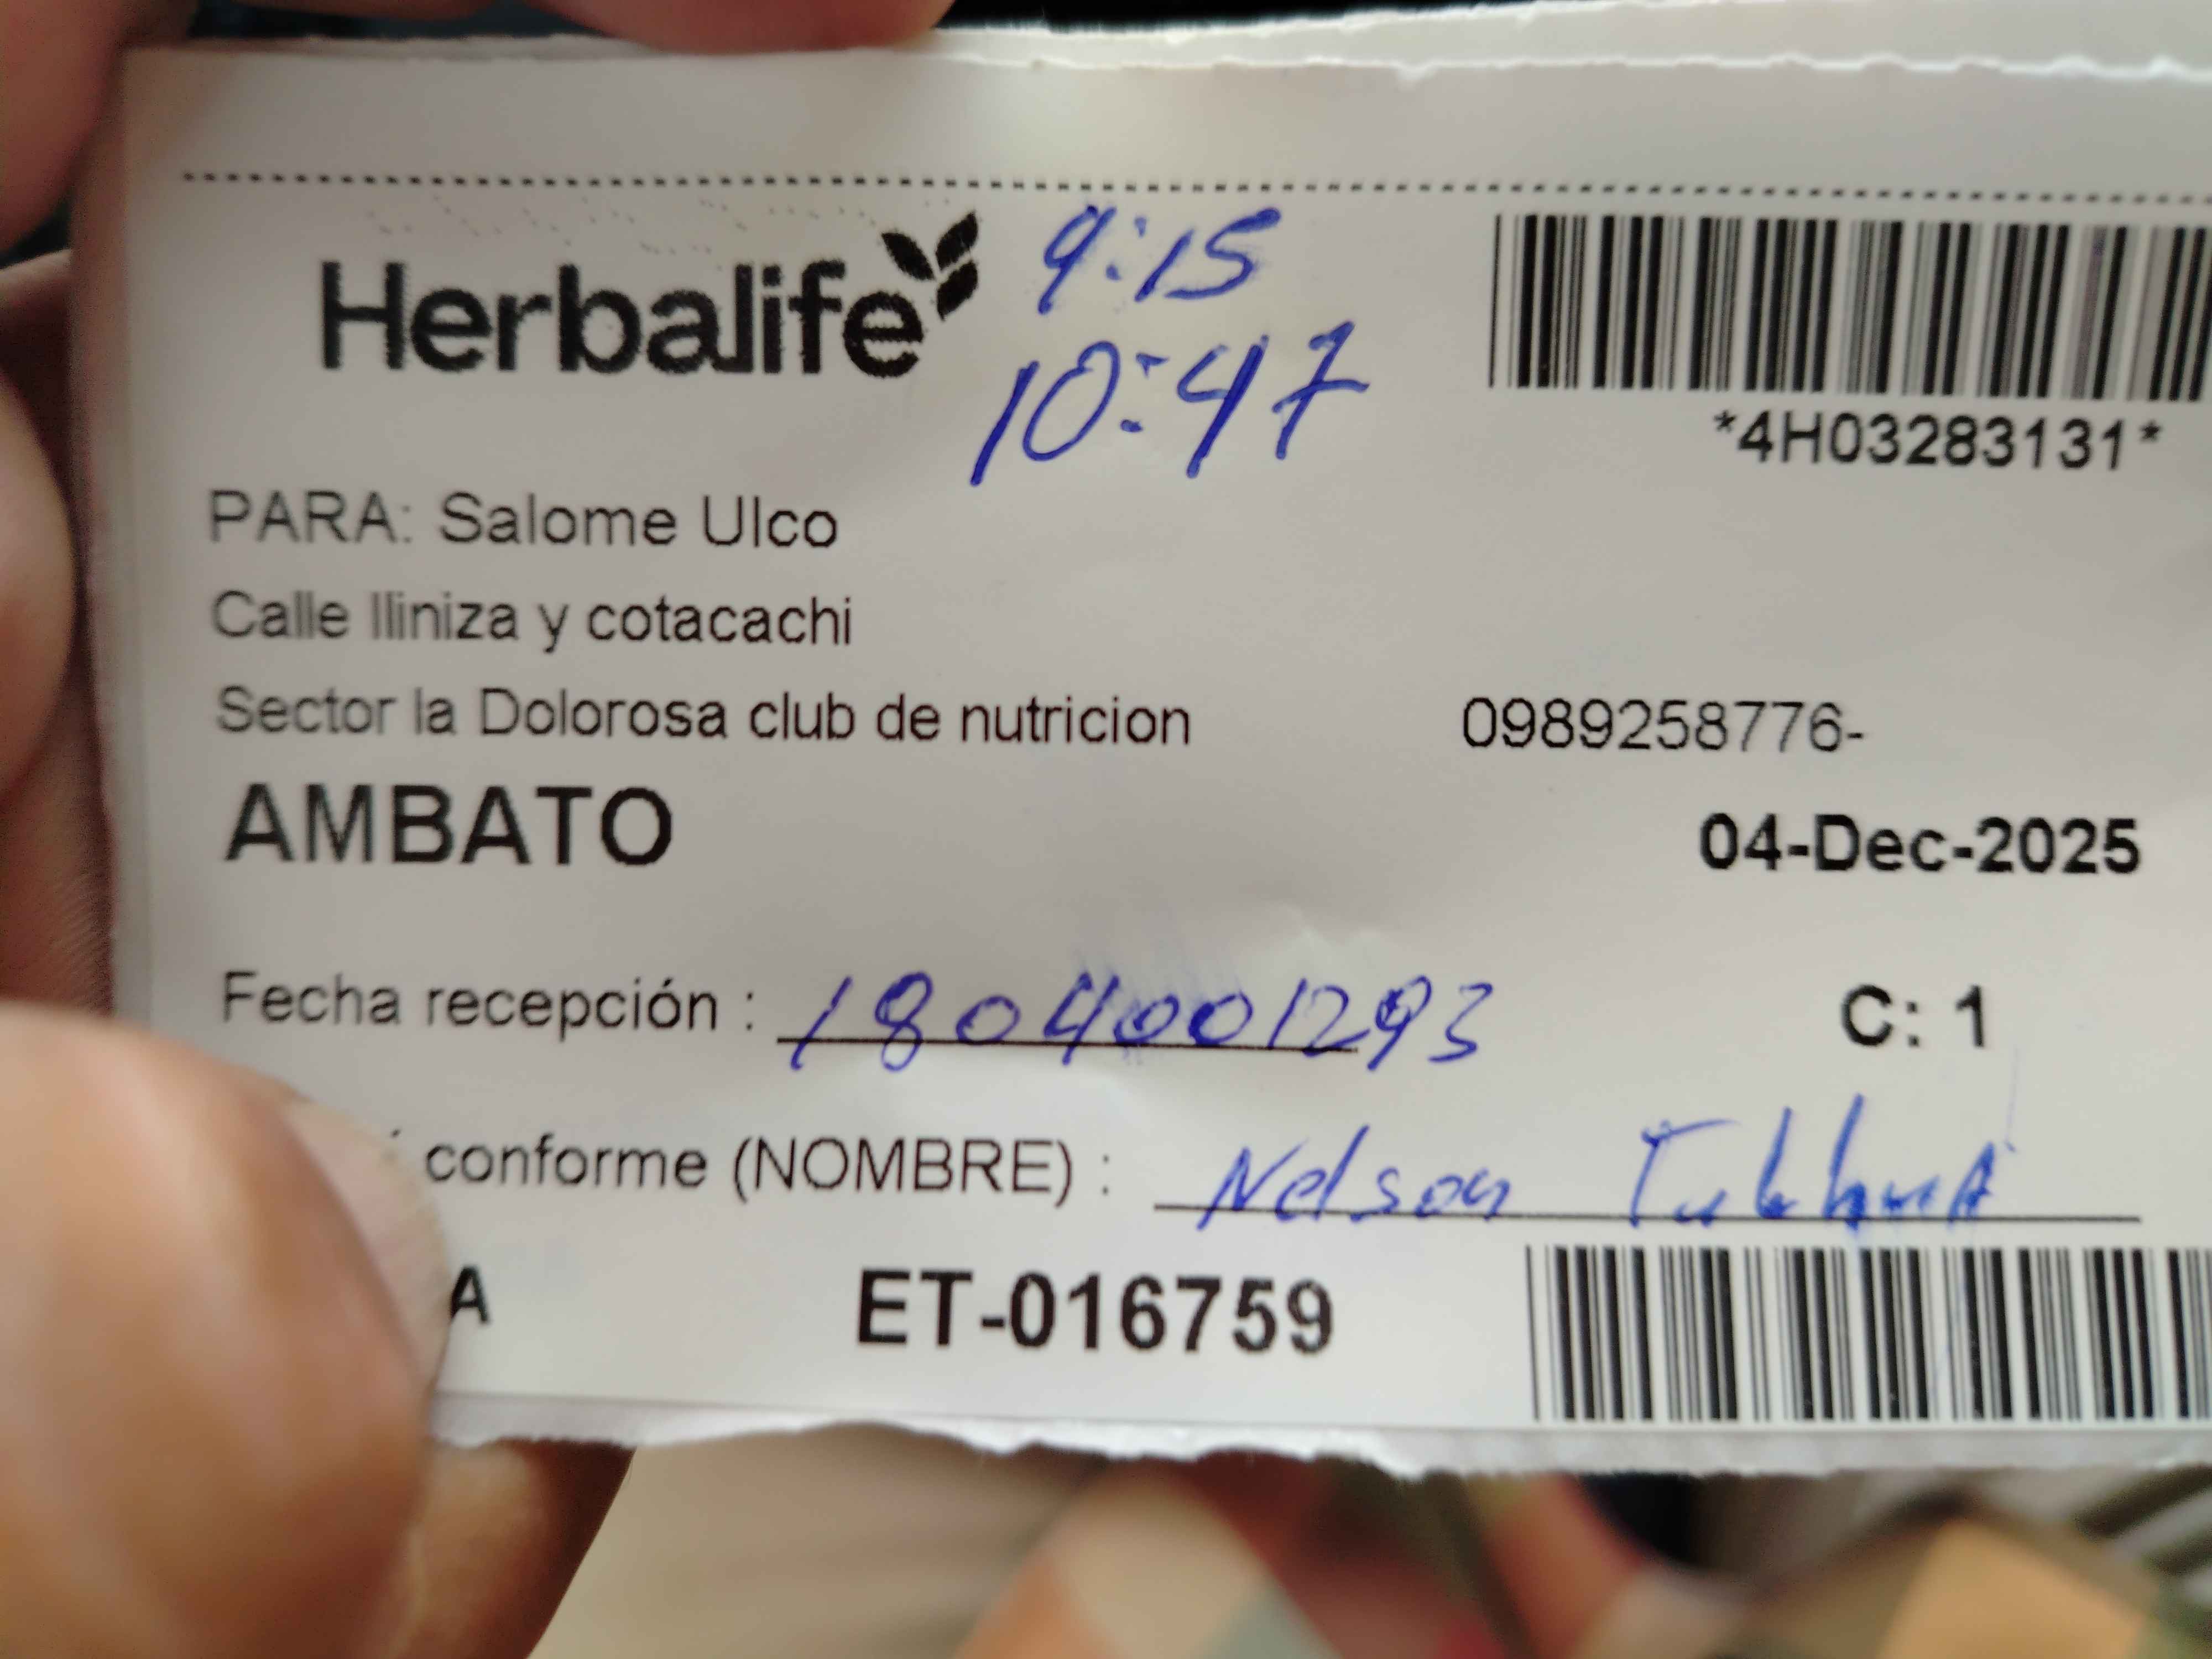 Herbalife 9:15
10:47
*4H03283131*
PARA: Salome Ulco
Calle Iliniza y cotacachi
Sector la Dolorosa club de nutricion 0989258776-
AMBATO 04-Dec-2025
Fecha recepción : 1804001293 C: 1
conforme (NOMBRE) : Nelson
A ET-016759